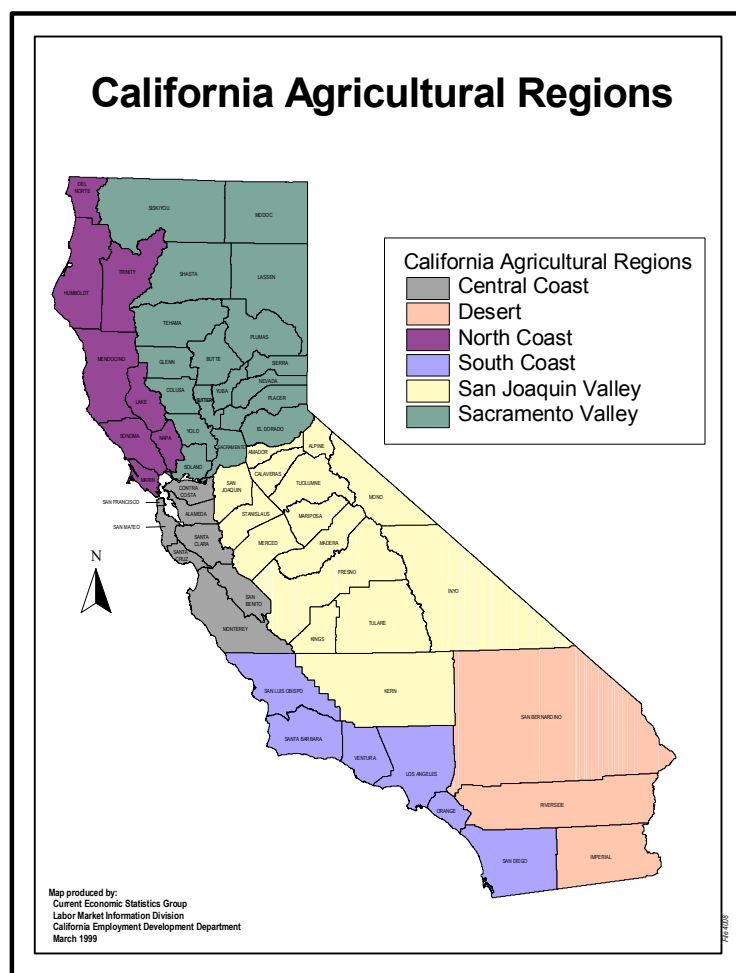 California Agricultural Regions
DEL
NORTE
SISKIYOU
MODOC
TRINITY
SHASTA
LASSEN
HUMBOLDT
TEHAMA
PLUMAS
MENDOCINO
GLENN
BUTTE
SIERRA
NEVADA
COLUSA
YUBA
PLACER
LAKE
SUTTER
YOLO
EL DORADO
SONOMA
NAPA
SACRAMENTO
ALPINE
AMADOR
SOLANO
CALAVERAS
MARIN
SAN
JOAQUIN
TUOLUMNE
CONTRA
COSTA
MONO
SAN FRANCISCO
ALAMEDA
STANISLAUS
MARIPOSA
SAN MATEO
SANTA
CLARA
MERCED
MADERA
SANTA
CRUZ
FRESNO
INYO
SAN
BENITO
TULARE
MONTEREY
KINGS
SAN LUIS OBISPO
KERN
SAN BERNARDINO
SANTA BARBARA
VENTURA
LOS ANGELES
ORANGE
RIVERSIDE
SAN DIEGO
IMPERIAL
California Agricultural Regions
Central Coast
Desert
North Coast
South Coast
San Joaquin Valley
Sacramento Valley
N
Map produced by:
Current Economic Statistics Group
Labor Market Information Division
California Employment Development Department
March 1999